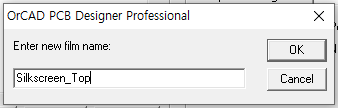 OrCAD PCB Designer Professional
Enter new film name:
OK
Silkscreen_Top
Cancel